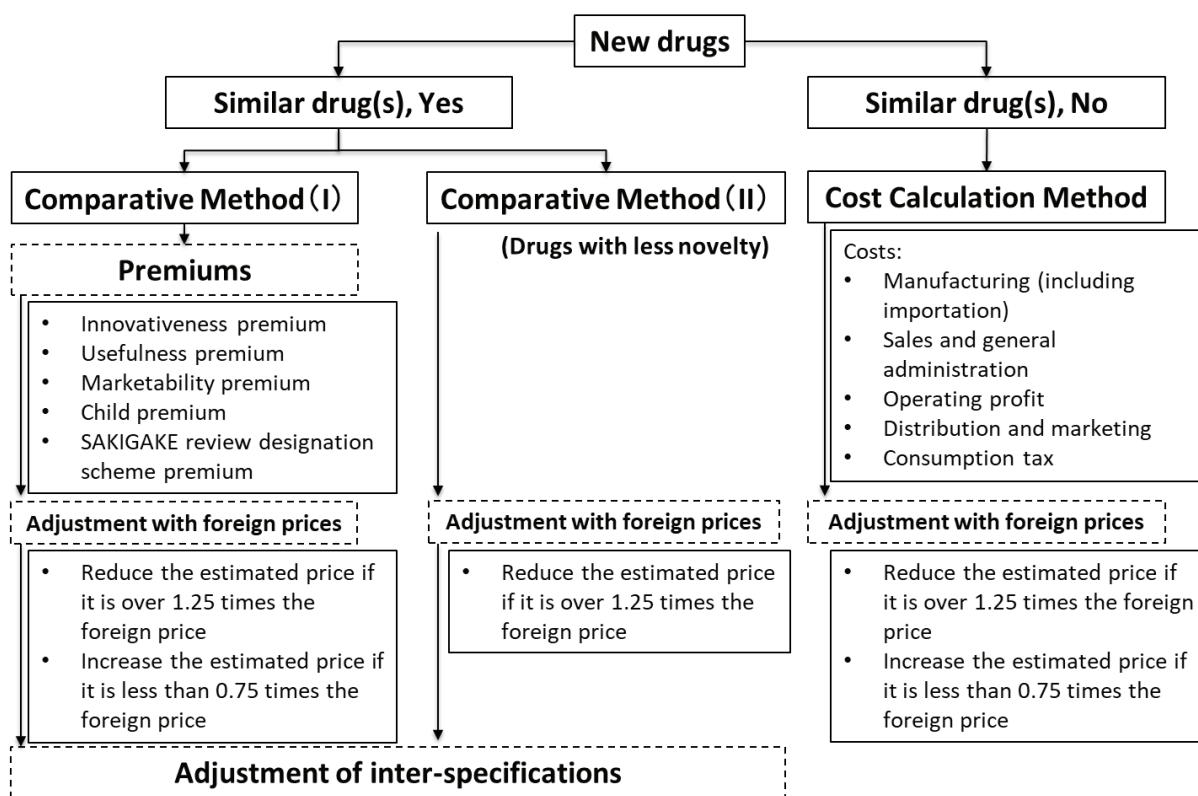 New drugs
Similar drug(s), Yes
Similar drug(s), No
Comparative Method（I）
Comparative Method（II）
Cost Calculation Method
(Drugs with less novelty)
Premiums
• Innovativeness premium
• Usefulness premium
• Marketability premium
• Child premium
• SAKIGAKE review designation
scheme premium
Costs:
• Manufacturing (including
importation)
• Sales and general
administration
• Operating profit
• Distribution and marketing
• Consumption tax
Adjustment with foreign prices
Adjustment with foreign prices
Adjustment with foreign prices
• Reduce the estimated price if
it is over 1.25 times the
foreign price
• Increase the estimated price if
it is less than 0.75 times the
foreign price
• Reduce the estimated price
if it is over 1.25 times the
foreign price
• Reduce the estimated price if
it is over 1.25 times the foreign
price
• Increase the estimated price if
it is less than 0.75 times the
foreign price
Adjustment of inter-specifications